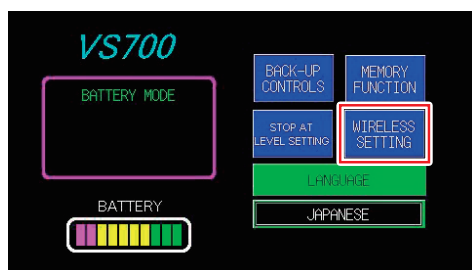 VS700
BATTERY MODE
BATTERY
BACK-UP
CONTROLS
MEMORY
FUNCTION
STOP AT
LEVEL SETTING
WIRELESS
SETTING
LANGUAGE
JAPANESE